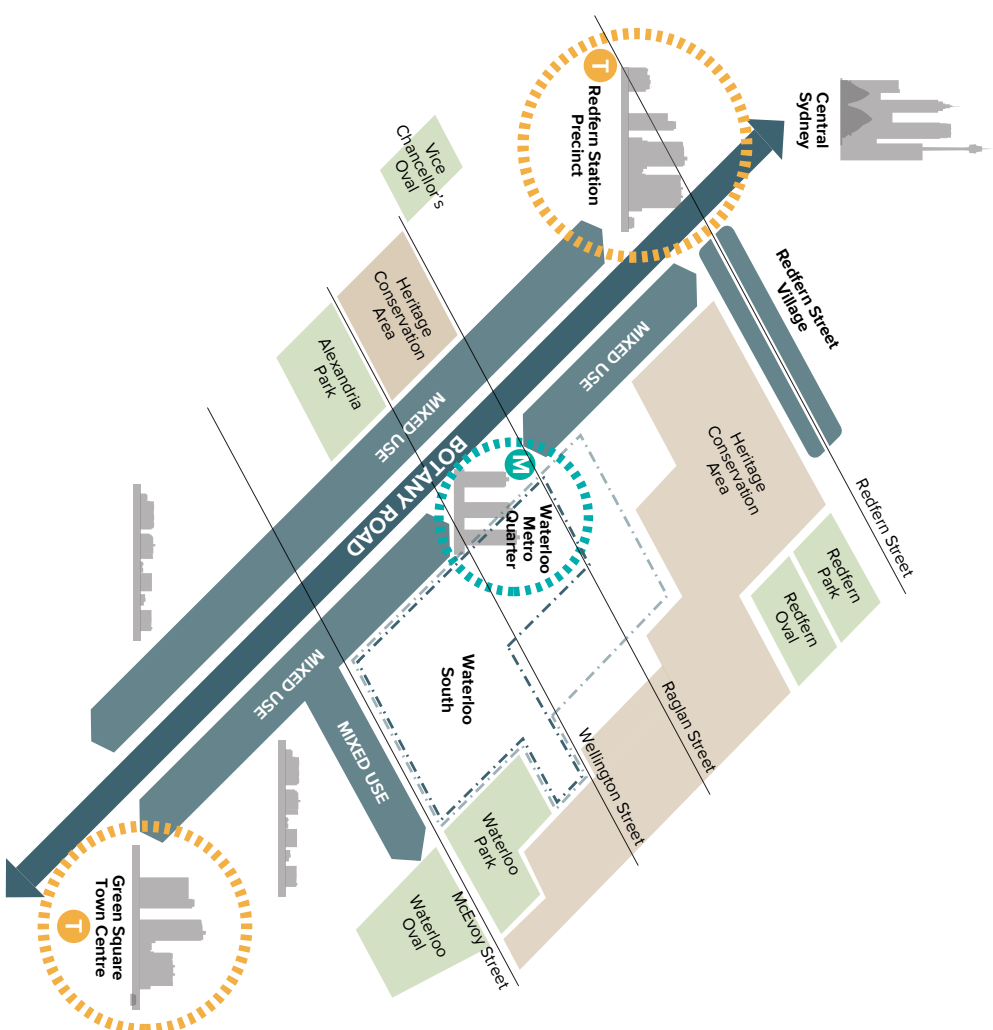 Central
Sydney
T
Redfern Station
Precinct
Redfern Street
Village
Vice
Chancellor's
Oval
Heritage
Conservation
Area
Alexandria
Park
MIXED USE
MIXED USE
BOTANY ROAD
Heritage
Conservation
Area
Redfern Street
Redfern
Park
Redfern
Oval
M
Waterloo
Metro
Quarter
Waterloo
South
Raglan Street
Wellington Street
MIXED USE
MIXED USE
Waterloo
Park
Waterloo
Oval
McEvoy Street
Green Square
Town Centre
T